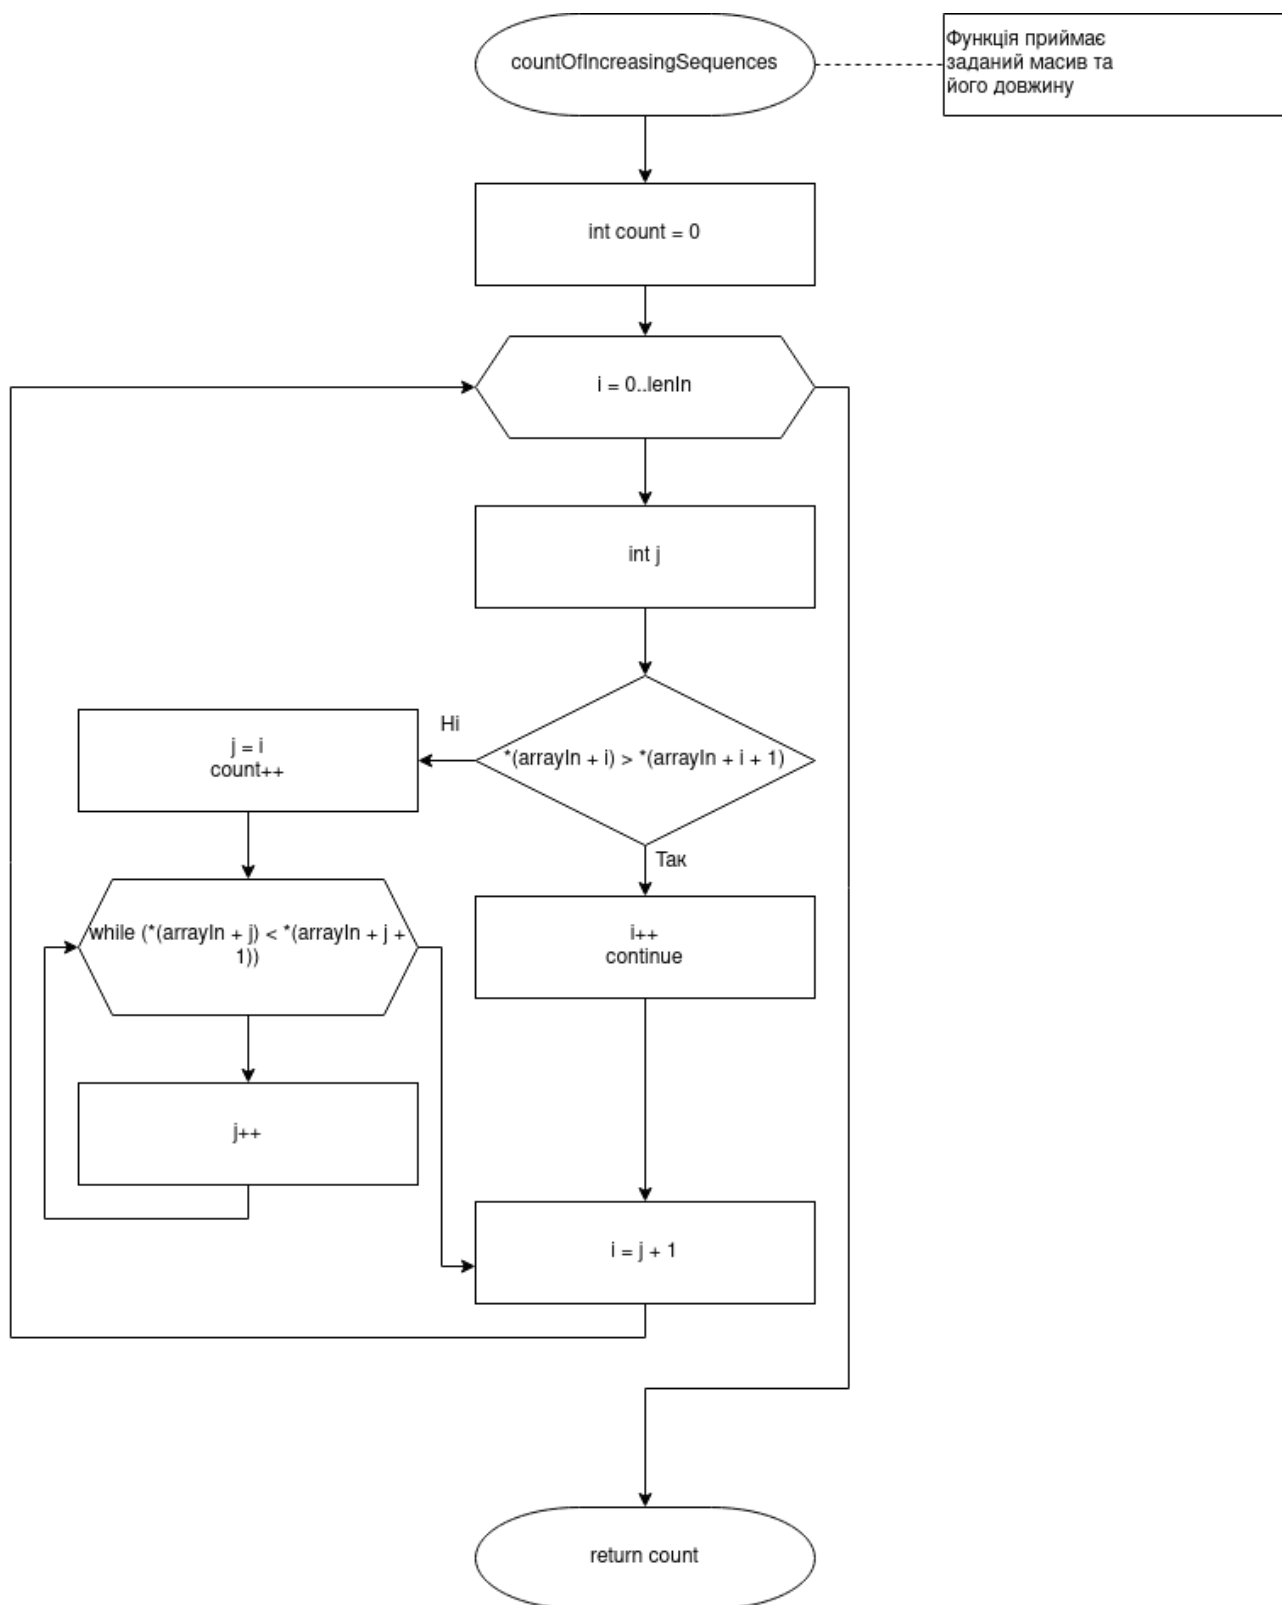 countOfIncreasingSequences
Функція приймає
заданий масив та
його довжину
int count = 0
i = 0..lenIn
int j
*(arrayIn + i) > *(arrayIn + i + 1)
Ні
j = i
count++
Так
while (*(arrayIn + j) < *(arrayIn + j +
1))
i++
continue
j++
i = j + 1
return count